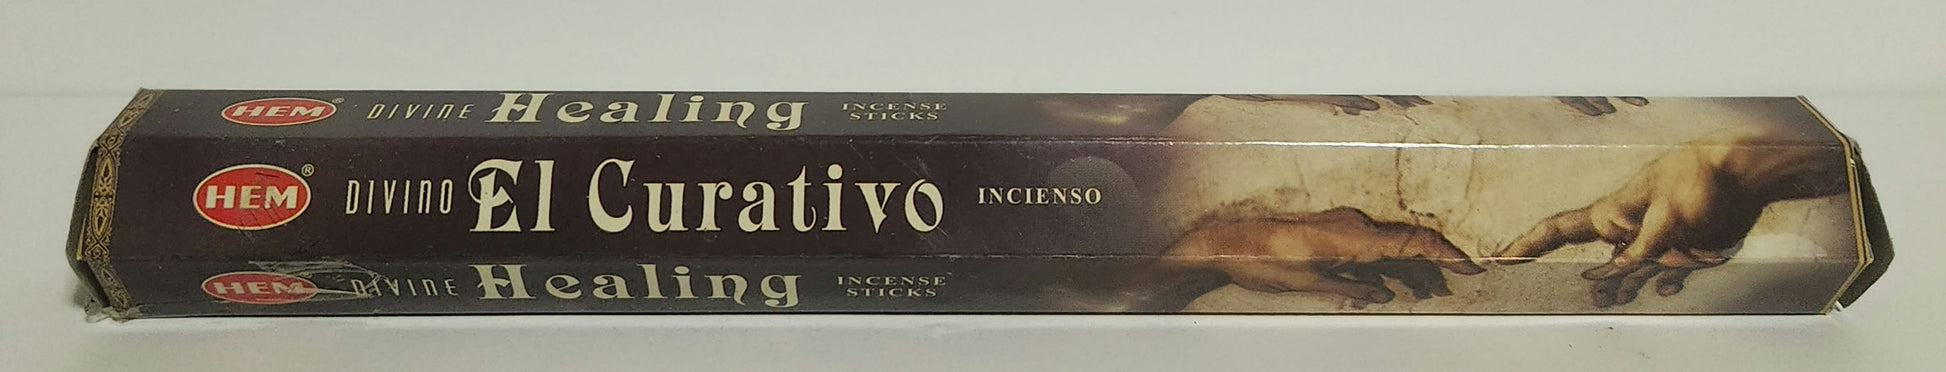 HEM® DIVINE Healing INCENSE STICKS
HEM® DIVINO El Curativo INCIENSO
HEM DIVINE Healing INCENSE STICKS